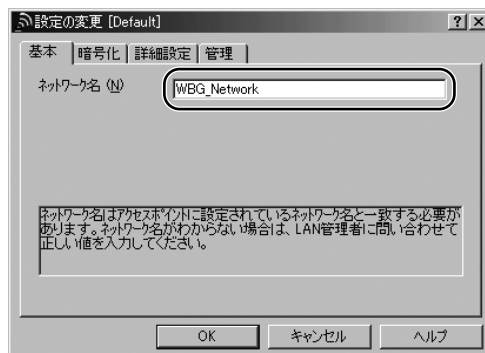 設定の変更 [Default]
? ×
基本 暗号化 詳細設定 管理
ネットワーク名 (N) WBG_Network
ネットワーク名はアクセスポイントに設定されているネットワーク名と一致する必要が
あります。ネットワーク名がわからない場合は、LAN管理者に問い合わせて
正しい値を入力してください。
OK キャンセル ヘルプ